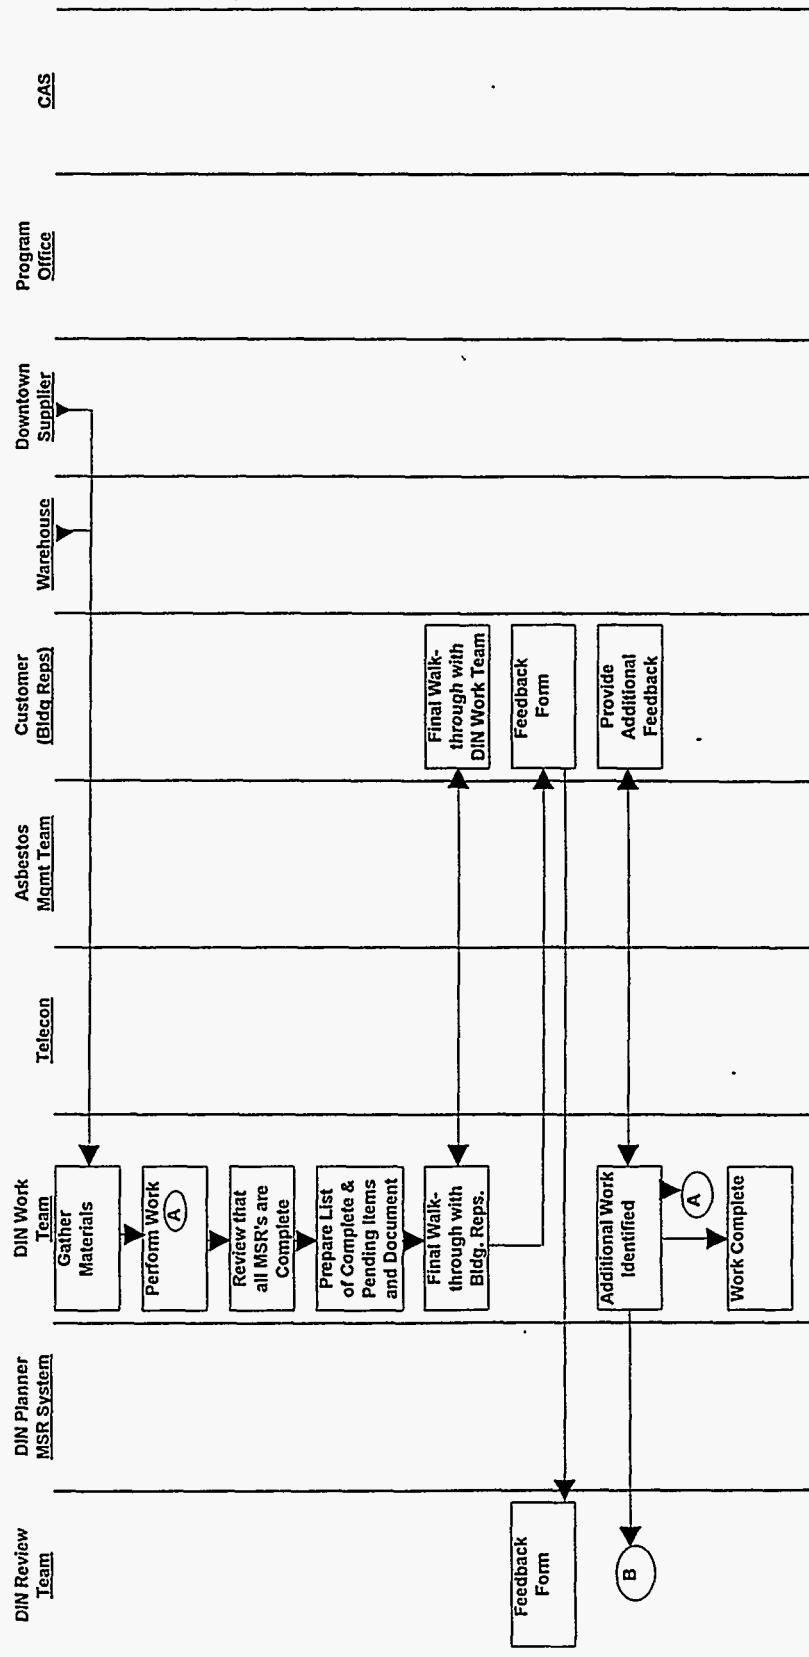 DIN Review
Team
DIN Planner
MSR System
DIN Work
Team
Telecon
Asbestos
Mgmt Team
Customer
(Bldg Reps)
Warehouse
Downtown
Supplier
Program
Office
CAS
Gather
Materials
Perform Work
A
Review that
all MSR's are
Complete
Prepare List
of Complete &
Pending Items
and Document
Final Walk-
through with
Bldg. Reps.
Final Walk-
through with
DIN Work Team
Feedback
Form
Feedback
Form
B
Additional Work
Identified
Provide
Additional
Feedback
A
Work Complete